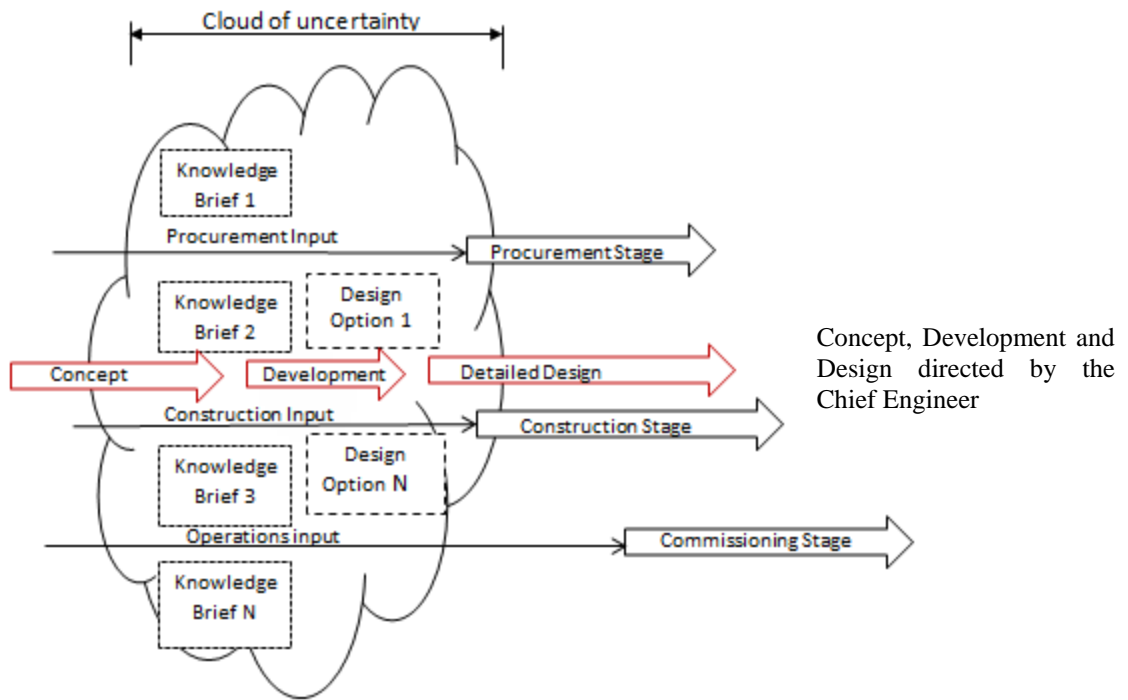 Cloud of uncertainty
Knowledge
Brief 1
Procurement Input
Procurement Stage
Knowledge
Brief 2
Design
Option 1
Concept
Development
Detailed Design
Concept, Development and
Design directed by the
Chief Engineer
Construction Input
Construction Stage
Knowledge
Brief 3
Design
Option N
Operations input
Commissioning Stage
Knowledge
Brief N